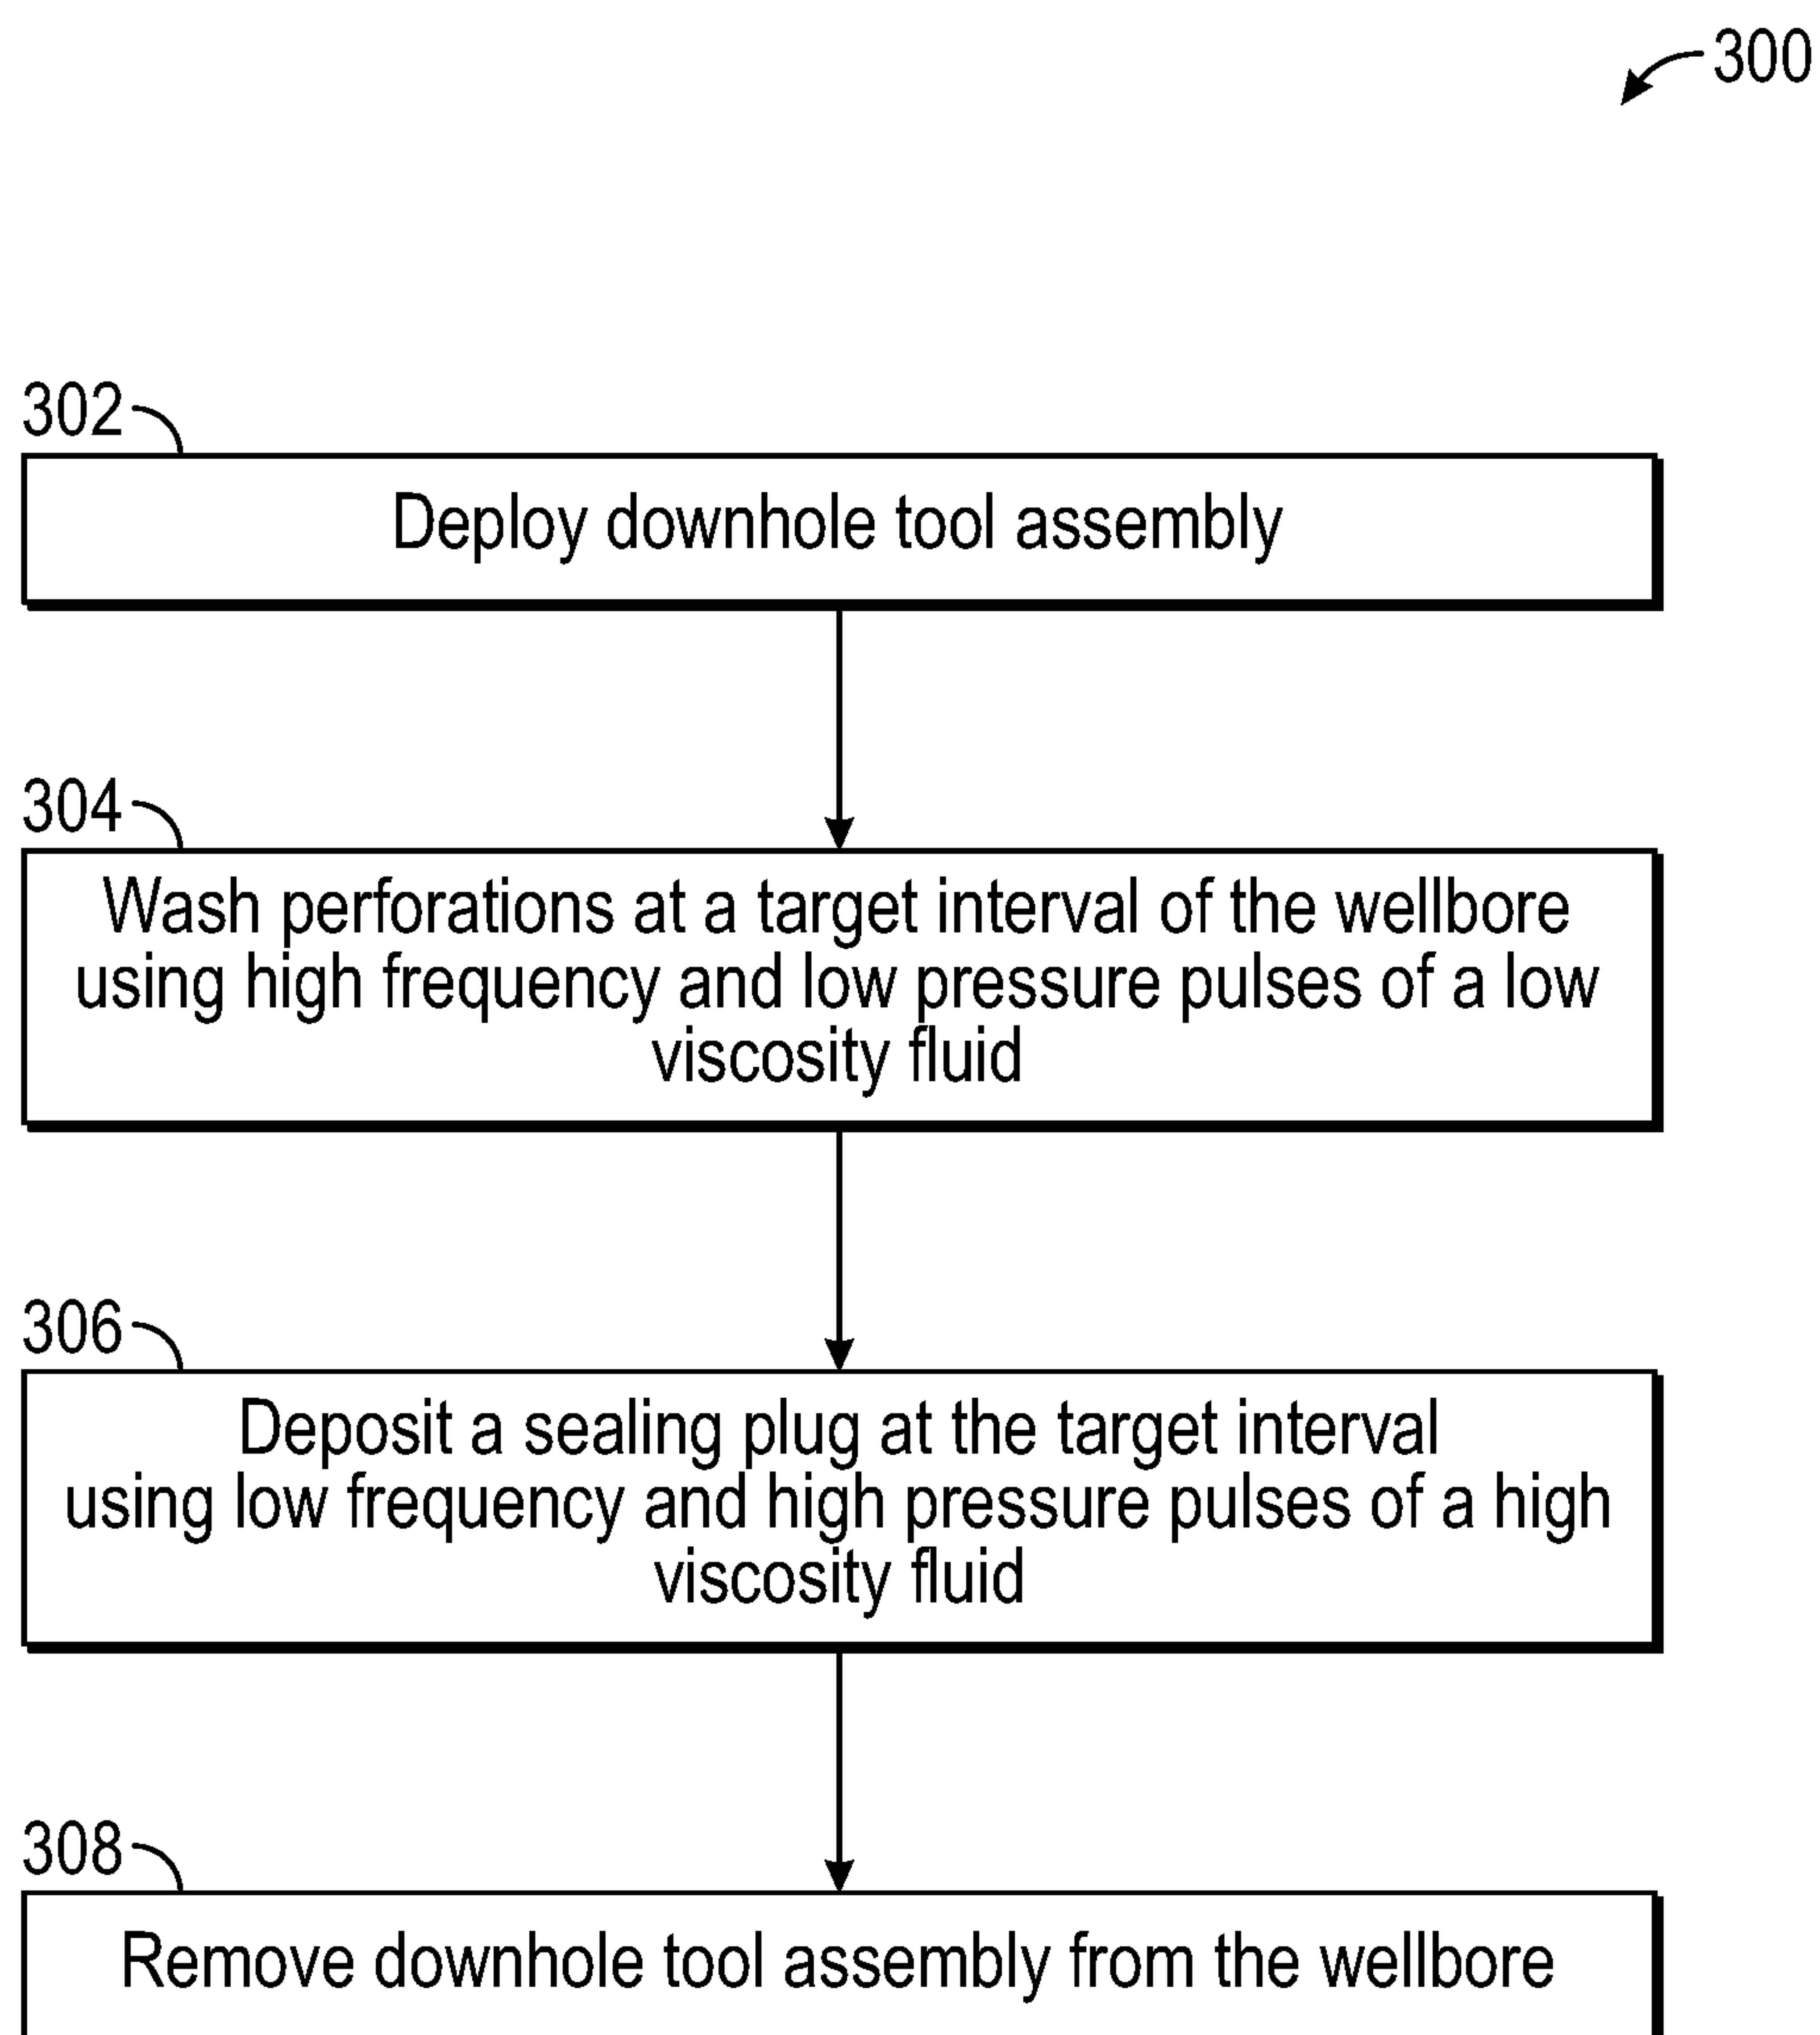 300
302
Deploy downhole tool assembly
304
Wash perforations at a target interval of the wellbore
using high frequency and low pressure pulses of a low
viscosity fluid
306
Deposit a sealing plug at the target interval
using low frequency and high pressure pulses of a high
viscosity fluid
308
Remove downhole tool assembly from the wellbore